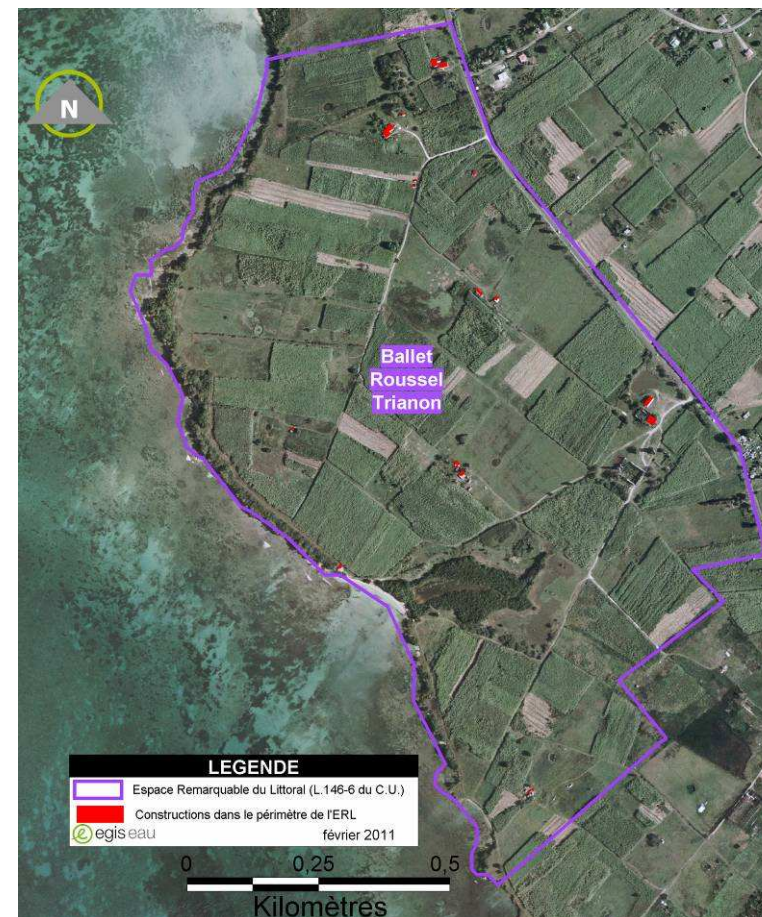 N
Ballet
Roussel
Trianon
LEGENDE
Espace Remarquable du Littoral (L.146-6 du C.U.)
Constructions dans le périmètre de l'ERL
egis eau février 2011
0 0,25 0,5
Kilomètres